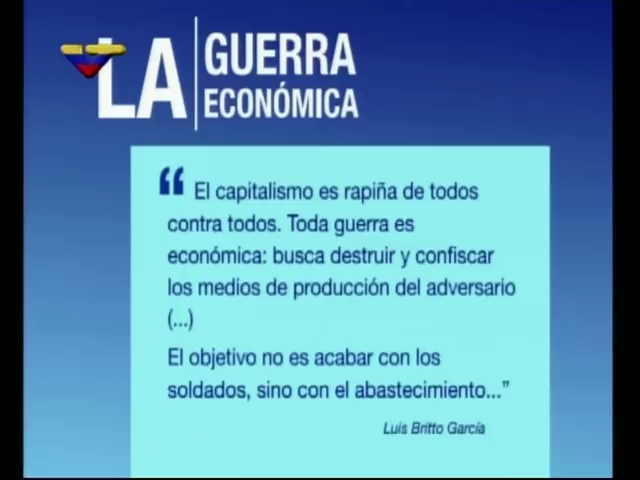 LA GUERRA
ECONÓMICA
“ El capitalismo es rapiña de todos
contra todos. Toda guerra es
económica: busca destruir y confiscar
los medios de producción del adversario
(...)
El objetivo no es acabar con los
soldados, sino con el abastecimiento...”
Luis Britto García